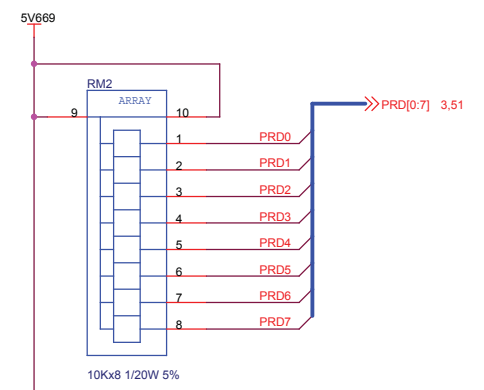 5V669
RM2
ARRAY
9 10
1 PRD0
2 PRD1
3 PRD2
4 PRD3
5 PRD4
6 PRD5
7 PRD6
8 PRD7
PRD[0:7] 3,51
10Kx8 1/20W 5%